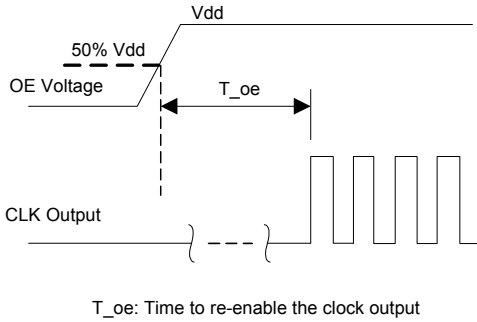 Vdd
50% Vdd
OE Voltage
T_oe
CLK Output
T_oe: Time to re-enable the clock output